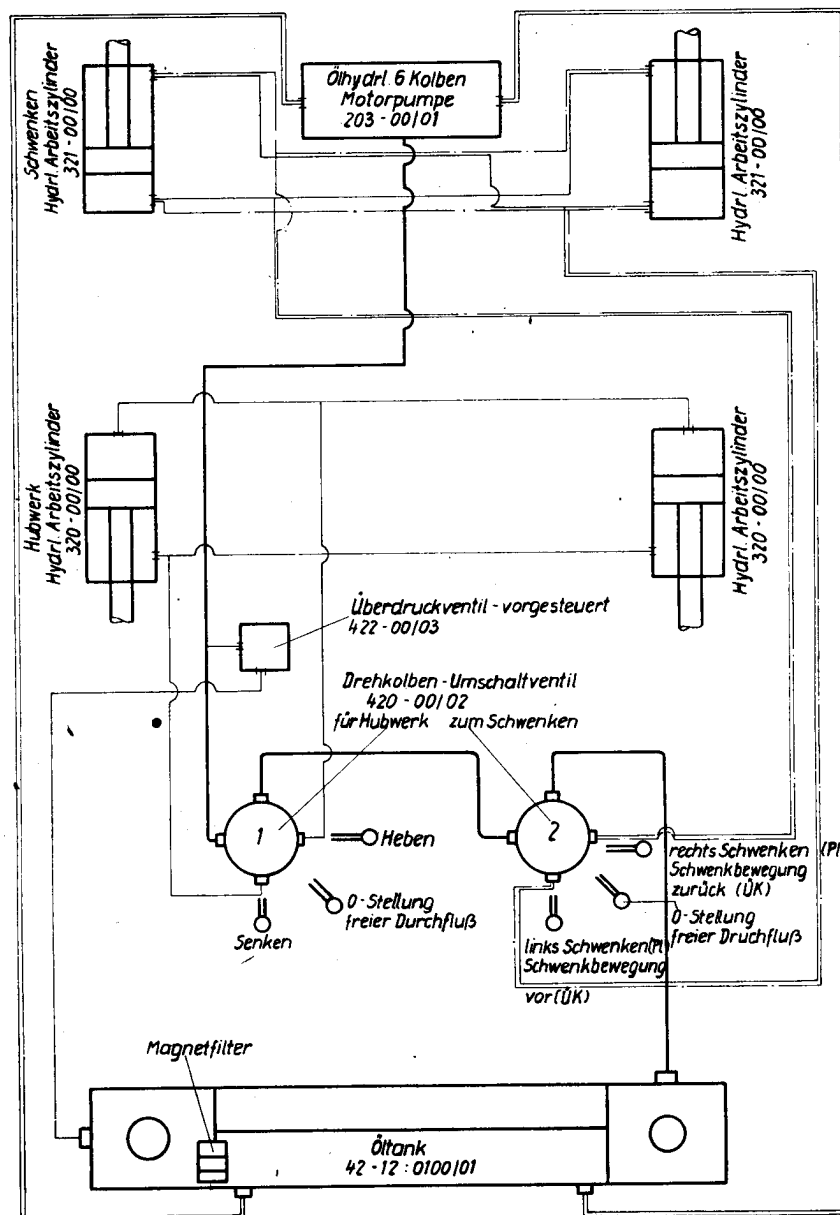 Schwenken
Hydrl. Arbeitszylinder
321-00/00
Ölhydrl. 6 Kolben
Motorpumpe
203-00/01
Hydrl. Arbeitszylinder
321-00/00
Hubwerk
Hydrl. Arbeitszylinder
320-00/00
Hydrl. Arbeitszylinder
320-00/00
Überdruckventil-vorgesteuert
422-00/03
Drehkolben-Umschaltventil
420-00/02
für Hubwerk zum Schwenken
1
2
Heben
0-Stellung
freier Durchfluß
Senken
rechts Schwenken (Pl
Schwenkbewegung
zurück (ÜK)
0-Stellung
freier Druchfluß
links Schwenken(Pl)
Schwenkbewegung
vor(ÜK)
Magnetfilter
Öltank
42-12:0100/01